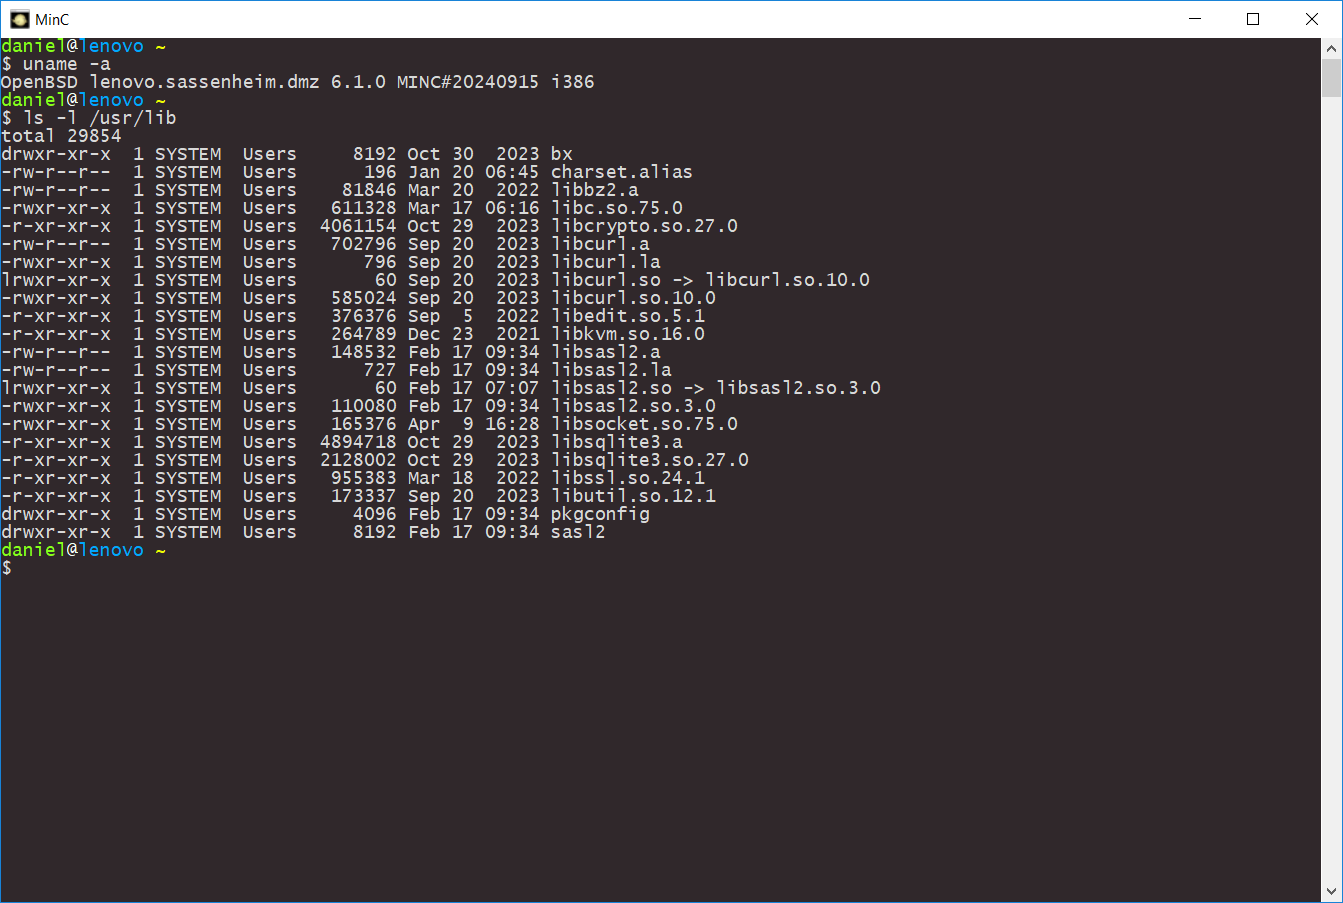 MinC
daniel@lenovo ~
$ uname -a
OpenBSD lenovo.sassenheim.dmz 6.1.0 MINC#20240915 i386
daniel@lenovo ~
$ ls -l /usr/lib
total 29854
drwxr-xr-x  1 SYSTEM  Users     8192 Oct 30  2023 bx
-rw-r--r--  1 SYSTEM  Users      196 Jan 20 06:45 charset.alias
-rw-r--r--  1 SYSTEM  Users    81846 Mar 20  2022 libbz2.a
-rwxr-xr-x  1 SYSTEM  Users   611328 Mar 17 06:16 libc.so.75.0
-r-xr-xr-x  1 SYSTEM  Users  4061154 Oct 29  2023 libcrypto.so.27.0
-rw-r--r--  1 SYSTEM  Users   702796 Sep 20  2023 libcurl.a
-rwxr-xr-x  1 SYSTEM  Users      796 Sep 20  2023 libcurl.la
lrwxr-xr-x  1 SYSTEM  Users       60 Sep 20  2023 libcurl.so -> libcurl.so.10.0
-rwxr-xr-x  1 SYSTEM  Users   585024 Sep 20  2023 libcurl.so.10.0
-r-xr-xr-x  1 SYSTEM  Users   376376 Sep  5  2022 libedit.so.5.1
-r-xr-xr-x  1 SYSTEM  Users   264789 Dec 23  2021 libkvm.so.16.0
-rw-r--r--  1 SYSTEM  Users   148532 Feb 17 09:34 libsasl2.a
-rw-r--r--  1 SYSTEM  Users      727 Feb 17 09:34 libsasl2.la
lrwxr-xr-x  1 SYSTEM  Users       60 Feb 17 07:07 libsasl2.so -> libsasl2.so.3.0
-rwxr-xr-x  1 SYSTEM  Users   110080 Feb 17 09:34 libsasl2.so.3.0
-rwxr-xr-x  1 SYSTEM  Users   165376 Apr  9 16:28 libsocket.so.75.0
-r-xr-xr-x  1 SYSTEM  Users  4894718 Oct 29  2023 libsqlite3.a
-r-xr-xr-x  1 SYSTEM  Users  2128002 Oct 29  2023 libsqlite3.so.27.0
-r-xr-xr-x  1 SYSTEM  Users   955383 Mar 18  2022 libssl.so.24.1
-r-xr-xr-x  1 SYSTEM  Users   173337 Sep 20  2023 libutil.so.12.1
drwxr-xr-x  1 SYSTEM  Users     4096 Feb 17 09:34 pkgconfig
drwxr-xr-x  1 SYSTEM  Users     8192 Feb 17 09:34 sasl2
daniel@lenovo ~
$